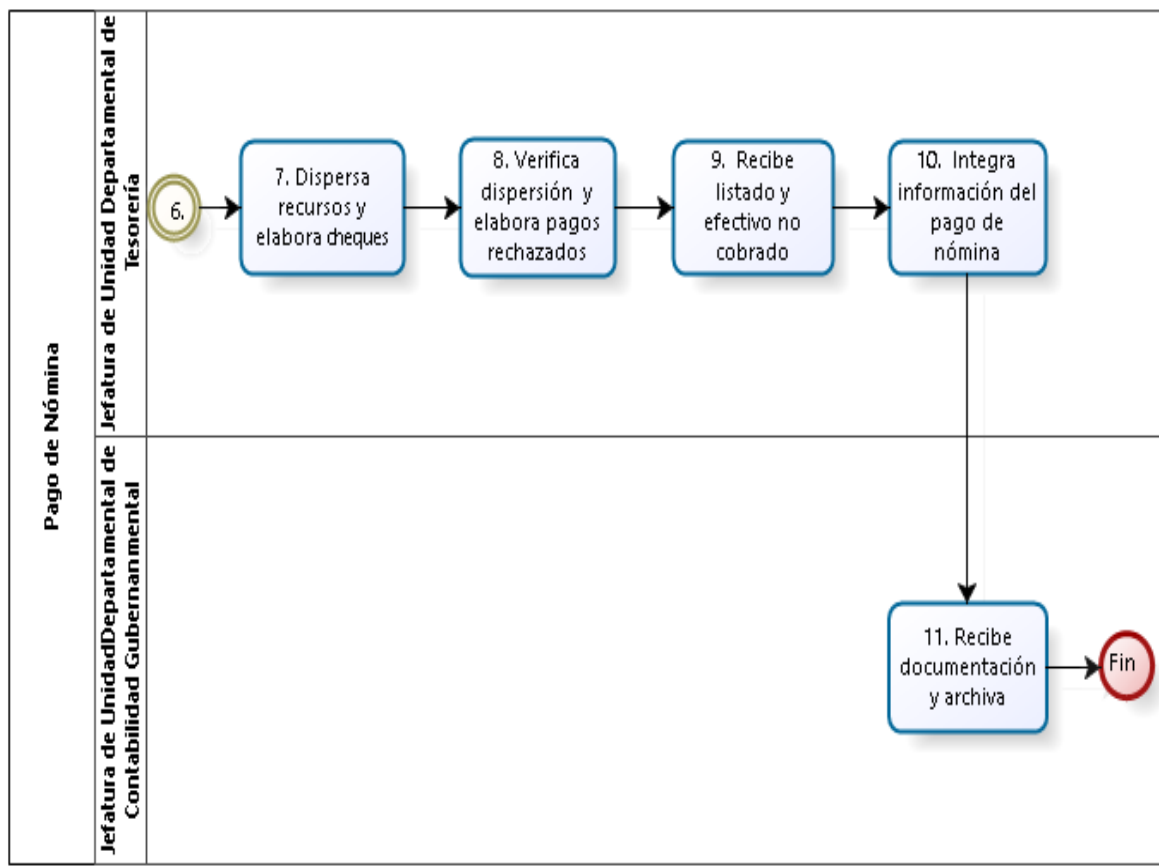 Pago de Nómina
Jefatura de Unidad Departamental de
Tesorería
6.
7. Dispersa
recursos y
elabora cheques
8. Verifica
dispersión y
elabora pagos
rechazados
9. Recibe
listado y
efectivo no
cobrado
10. Integra
información del
pago de
nómina
Jefatura de UnidadDepartamental de
Contabilidad Gubernanmental
11. Recibe
documentación
y archiva
Fin